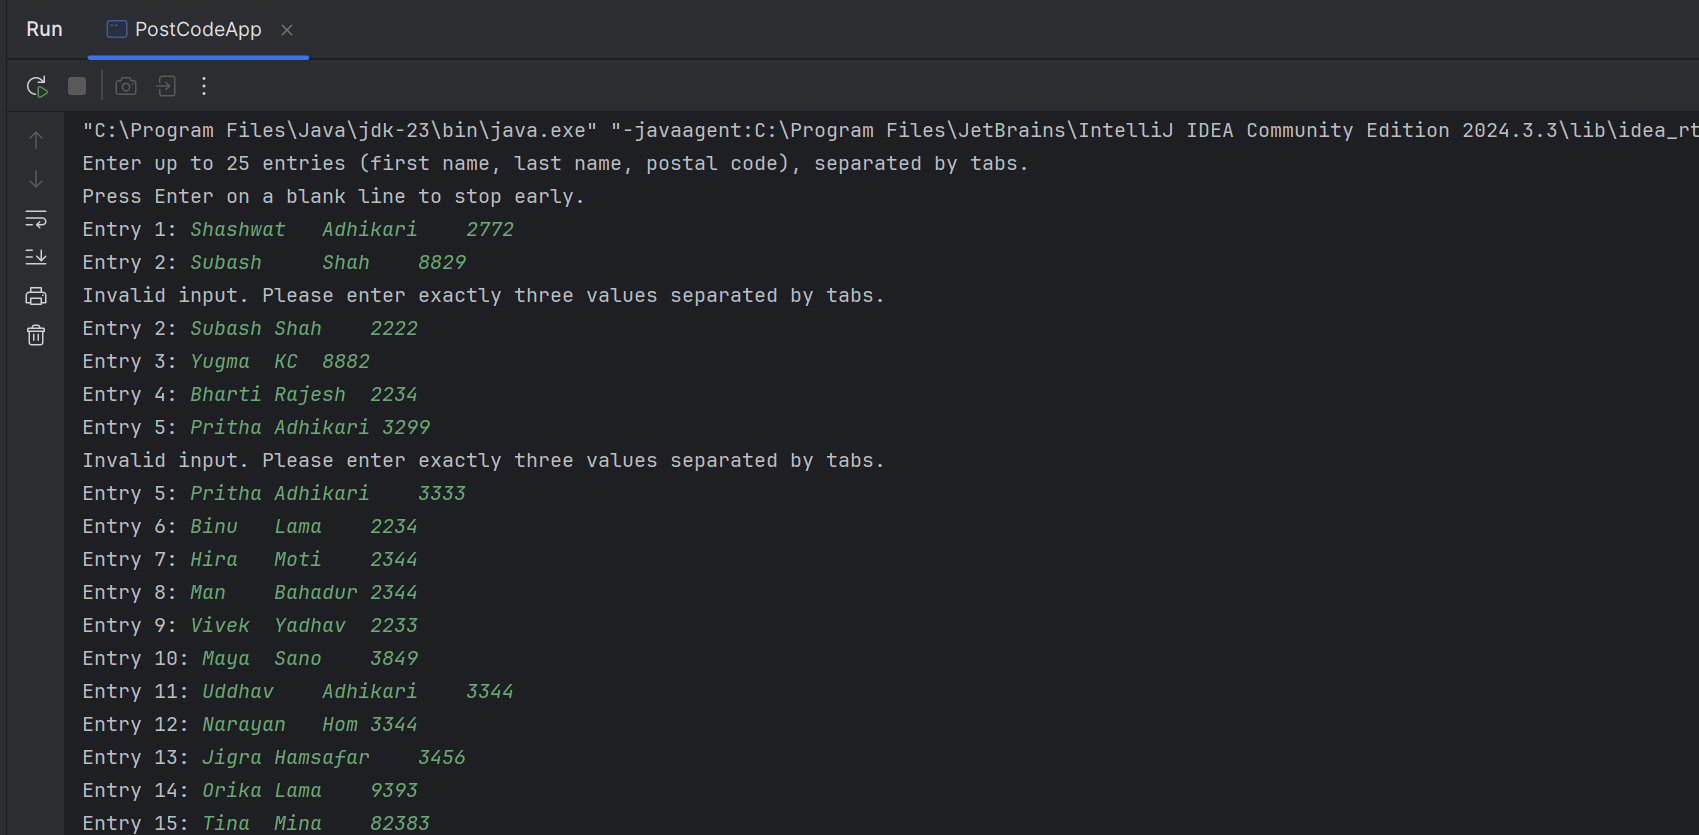 Run PostCodeApp
"C:\Program Files\Java\jdk-23\bin\java.exe" "-javaagent:C:\Program Files\JetBrains\IntelliJ IDEA Community Edition 2024.3.3\lib\idea_rt
Enter up to 25 entries (first name, last name, postal code), separated by tabs.
Press Enter on a blank line to stop early.
Entry 1: Shashwat	Adhikari	2772
Entry 2: Subash		Shah	8829
Invalid input. Please enter exactly three values separated by tabs.
Entry 2: Subash	Shah	2222
Entry 3: Yugma	KC	8882
Entry 4: Bharti	Rajesh	2234
Entry 5: Pritha	Adhikari 3299
Invalid input. Please enter exactly three values separated by tabs.
Entry 5: Pritha	Adhikari	3333
Entry 6: Binu	Lama	2234
Entry 7: Hira	Moti	2344
Entry 8: Man	Bahadur	2344
Entry 9: Vivek	Yadhav	2233
Entry 10: Maya	Sano	3849
Entry 11: Uddhav	Adhikari	3344
Entry 12: Narayan	Hom	3344
Entry 13: Jigra	Hamsafar	3456
Entry 14: Orika	Lama	9393
Entry 15: Tina	Mina	82383